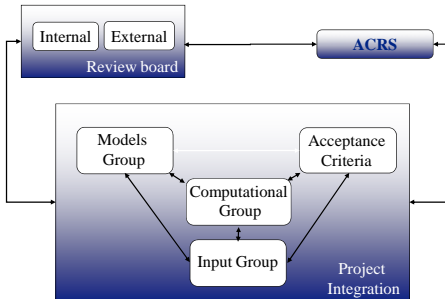 Internal External
Review board
ACRS
Models
Group
Acceptance
Criteria
Computational
Group
Input Group
Project
Integration